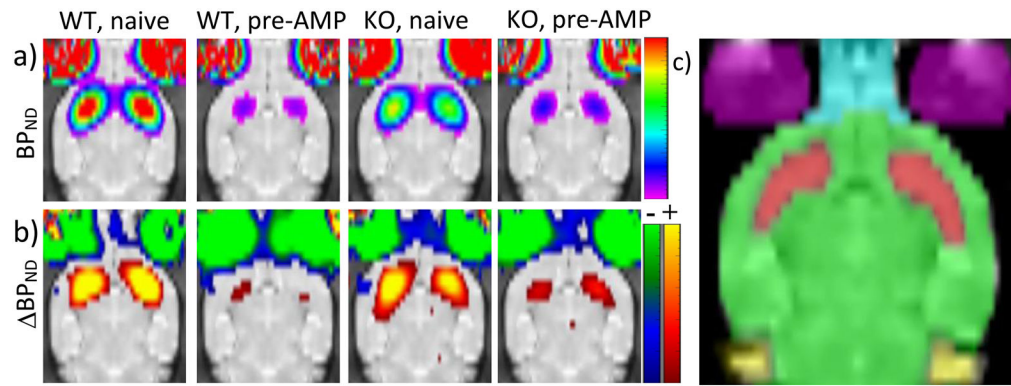 WT, naive
WT, pre-AMP
KO, naive
KO, pre-AMP
a)
BPND
b)
ΔBPND
- +
c)